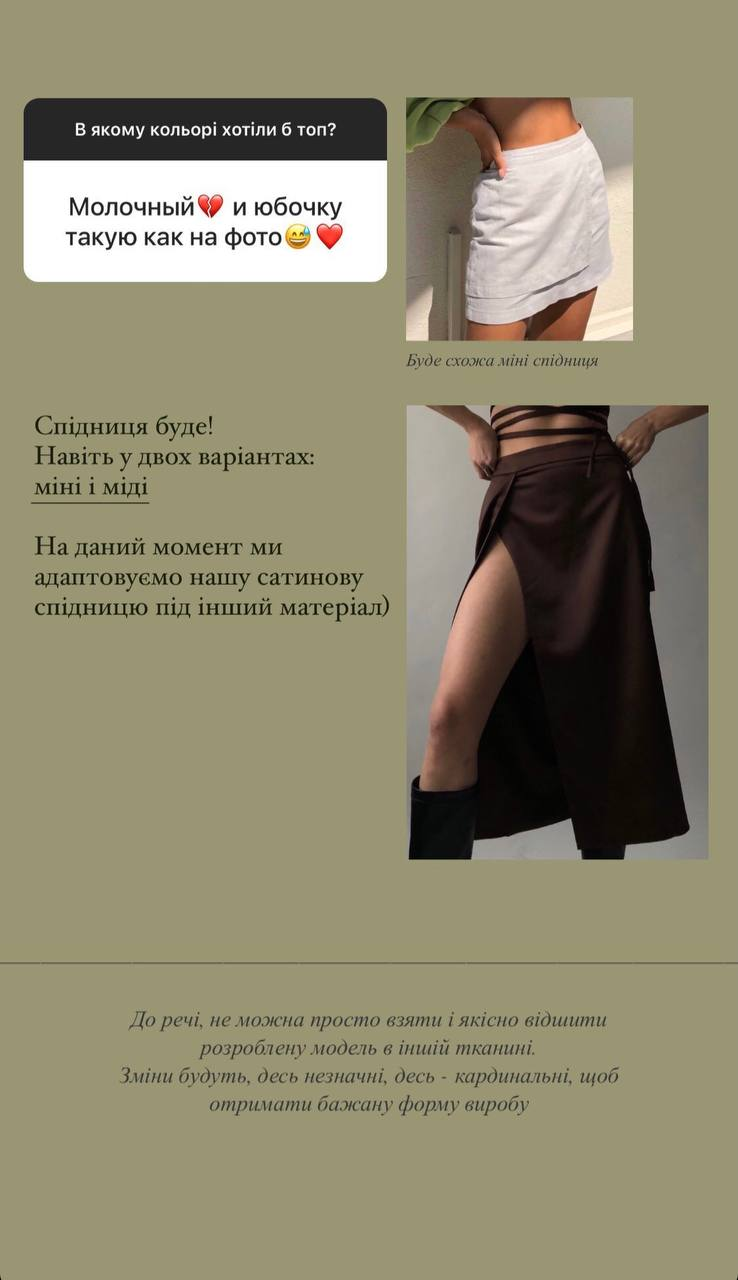 В якому кольорі хотіли б топ?
Молочный💔 и юбочку
такую как на фото😅❤️
Буде схожа міні спідниця
Спідниця буде!
Навіть у двох варіантах:
міні і міді
На даний момент ми
адаптовуємо нашу сатинову
спідницю під інший матеріал)
До речі, не можна просто взяти і якісно відшити
розроблену модель в іншій тканині.
Зміни будуть, десь незначні, десь - кардинальні, щоб
отримати бажану форму виробу